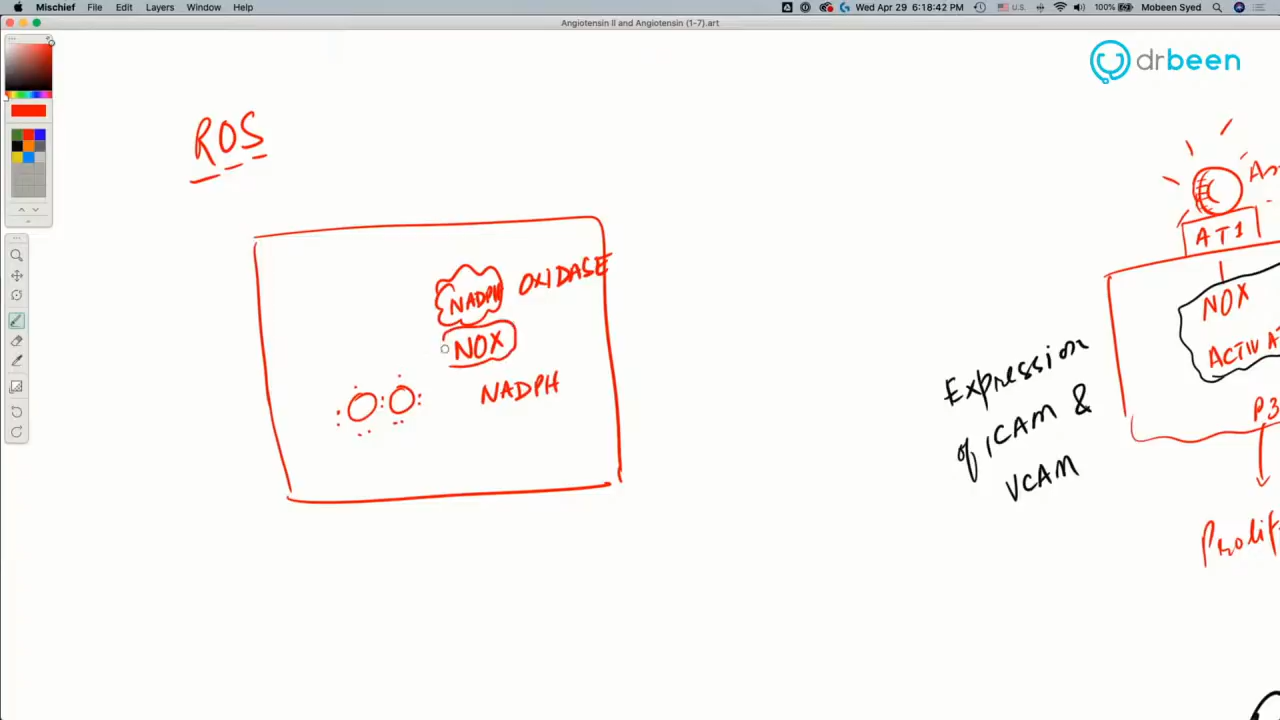 Mischief File Edit Layers Window Help
U.S. 100% Wed Apr 29 6:18:42 PM Mobeen Syed
Angiotensin II and Angiotensin (1-7).art
drbeen
ROS
NADPH OXIDASE
NOX
NADPH
AT1
NOX
Expression
of ICAM &
VCAM